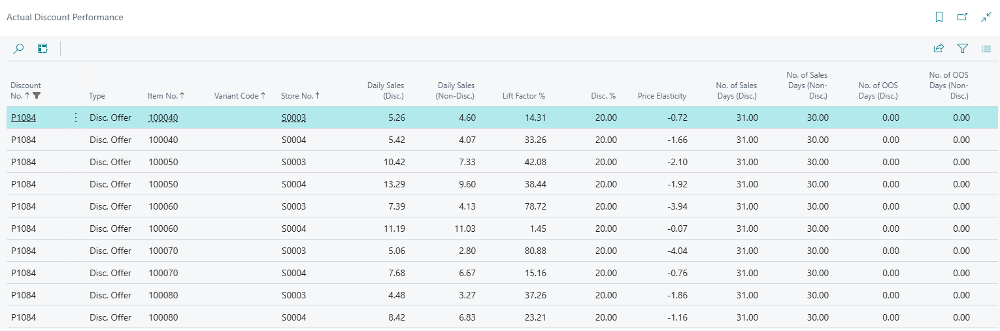 Actual Discount Performance
Discount No.↑ Type Item No.↑ Variant Code↑ Store No.↑ Daily Sales (Disc.) Daily Sales (Non-Disc.) Lift Factor % Disc. % Price Elasticity No. of Sales Days (Disc.) No. of Sales Days (Non-Disc.) No. of OOS Days (Disc.) No. of OOS Days (Non-Disc.)
P1084 Disc. Offer 100040 S0003 5.26 4.60 14.31 20.00 -0.72 31.00 30.00 0.00 0.00
P1084 Disc. Offer 100040 S0004 5.42 4.07 33.26 20.00 -1.66 31.00 30.00 0.00 0.00
P1084 Disc. Offer 100050 S0003 10.42 7.33 42.08 20.00 -2.10 31.00 30.00 0.00 0.00
P1084 Disc. Offer 100050 S0004 13.29 9.60 38.44 20.00 -1.92 31.00 30.00 0.00 0.00
P1084 Disc. Offer 100060 S0003 7.39 4.13 78.72 20.00 -3.94 31.00 30.00 0.00 0.00
P1084 Disc. Offer 100060 S0004 11.19 11.03 1.45 20.00 -0.07 31.00 30.00 0.00 0.00
P1084 Disc. Offer 100070 S0003 5.06 2.80 80.88 20.00 -4.04 31.00 30.00 0.00 0.00
P1084 Disc. Offer 100070 S0004 7.68 6.67 15.16 20.00 -0.76 31.00 30.00 0.00 0.00
P1084 Disc. Offer 100080 S0003 4.48 3.27 37.26 20.00 -1.86 31.00 30.00 0.00 0.00
P1084 Disc. Offer 100080 S0004 8.42 6.83 23.21 20.00 -1.16 31.00 30.00 0.00 0.00